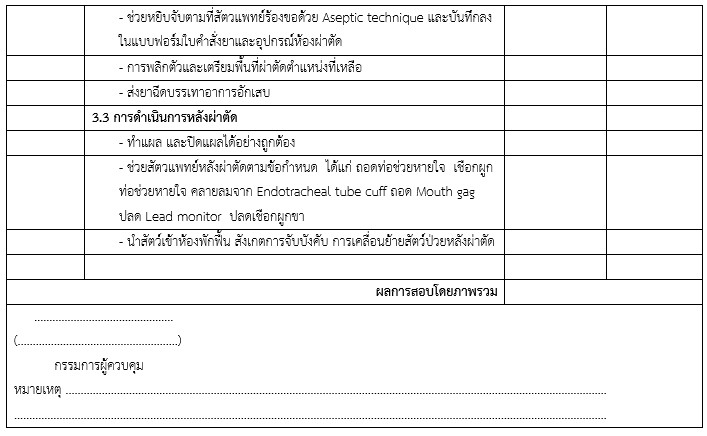 - ช่วยหยิบจับตามที่สัตวแพทย์ร้องขอด้วย Aseptic technique และบันทึกลง
ในแบบฟอร์มใบคำสั่งยาและอุปกรณ์ห้องผ่าตัด
- การพลิกตัวและเตรียมพื้นที่ผ่าตัดตำแหน่งที่เหลือ
- ส่งยาฉีดบรรเทาอาการอักเสบ
3.3 การดำเนินการหลังผ่าตัด
- ทำแผล และปิดแผลได้อย่างถูกต้อง
- ช่วยสัตวแพทย์หลังผ่าตัดตามข้อกำหนด ได้แก่ ถอดท่อช่วยหายใจ เชือกผูก
ท่อช่วยหายใจ คลายลมจาก Endotracheal tube cuff ถอด Mouth gag
ปลด Lead monitor ปลดเชือกผูกขา
- นำสัตว์เข้าห้องพักฟื้น สังเกตการจับบังคับ การเคลื่อนย้ายสัตว์ป่วยหลังผ่าตัด
ผลการสอบโดยภาพรวม
..............................................
(.....................................................)
กรรมการผู้ควบคุม
หมายเหตุ ....................................................................................................................................................................................
.....................................................................................................................................................................................................